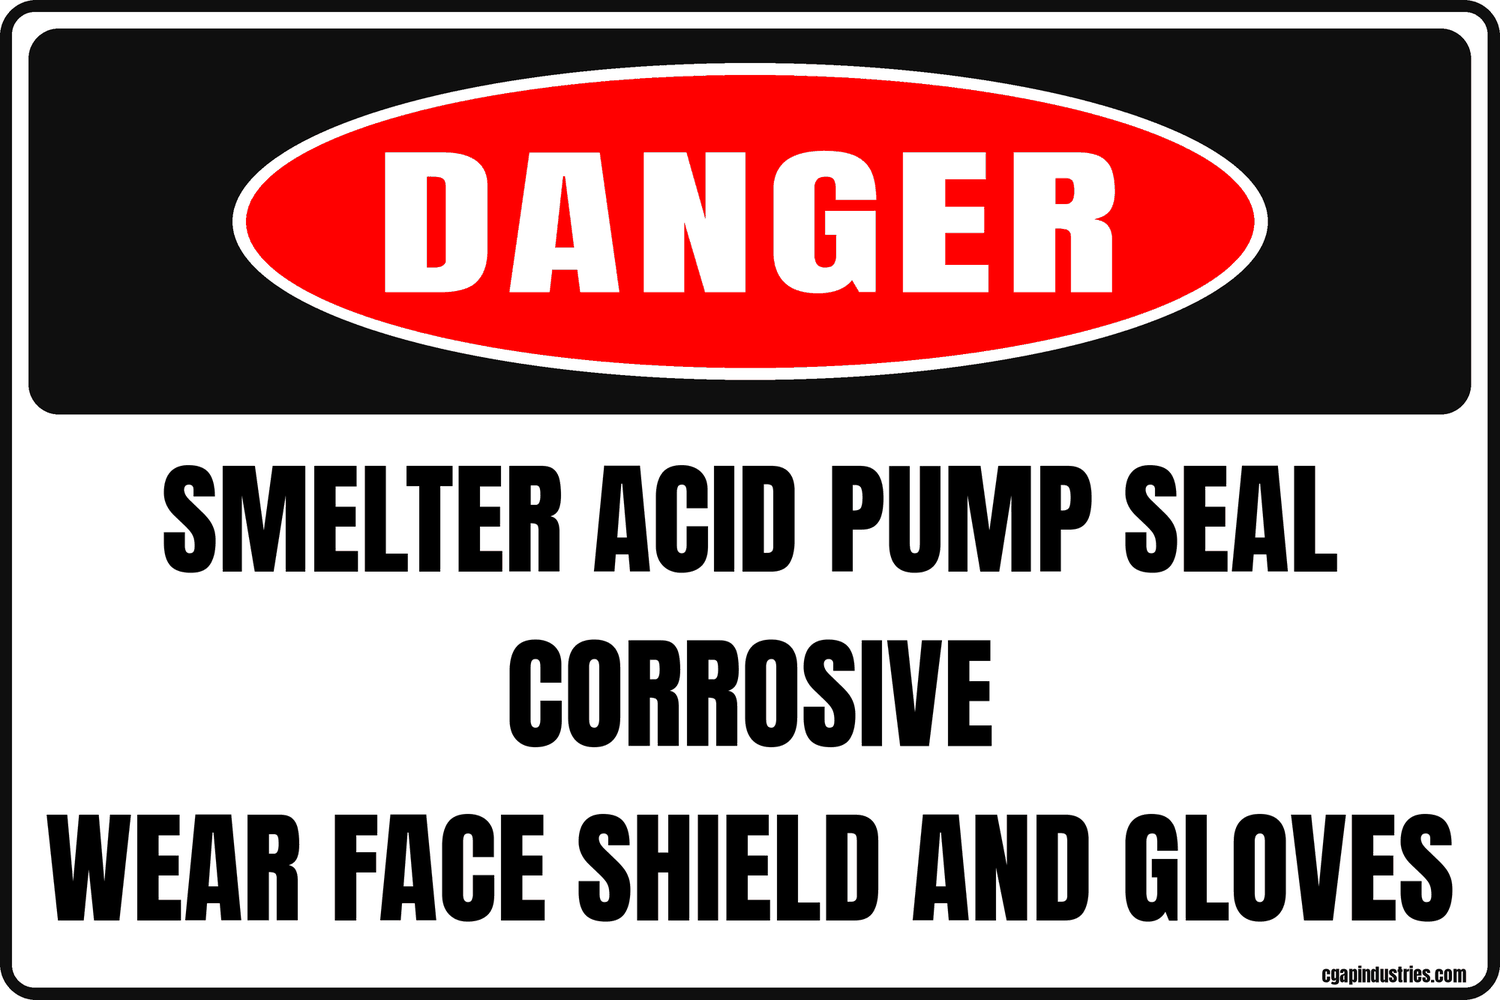 DANGER
SMELTER ACID PUMP SEAL
CORROSIVE
WEAR FACE SHIELD AND GLOVES
cgapindustries.com